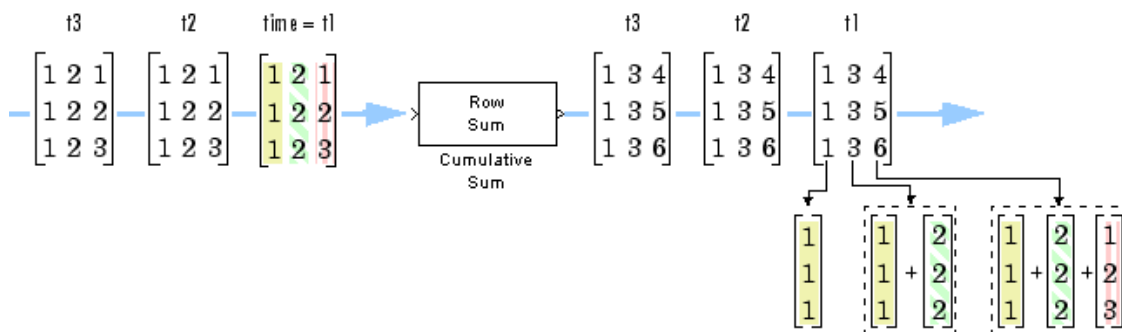 t3 t2 time = t1 t3 t2 t1
1 2 1 1 2 1 1 2 1 1 3 4 1 3 4 1 3 4
1 2 2 1 2 2 1 2 2 Row 1 3 5 1 3 5 1 3 5
Sum
1 2 3 1 2 3 1 2 3 1 3 6 1 3 6 1 3 6
Cumulative
Sum
1 1 2 1 2 1
1 1 + 2 1 + 2 + 2
1 1 2 1 2 3